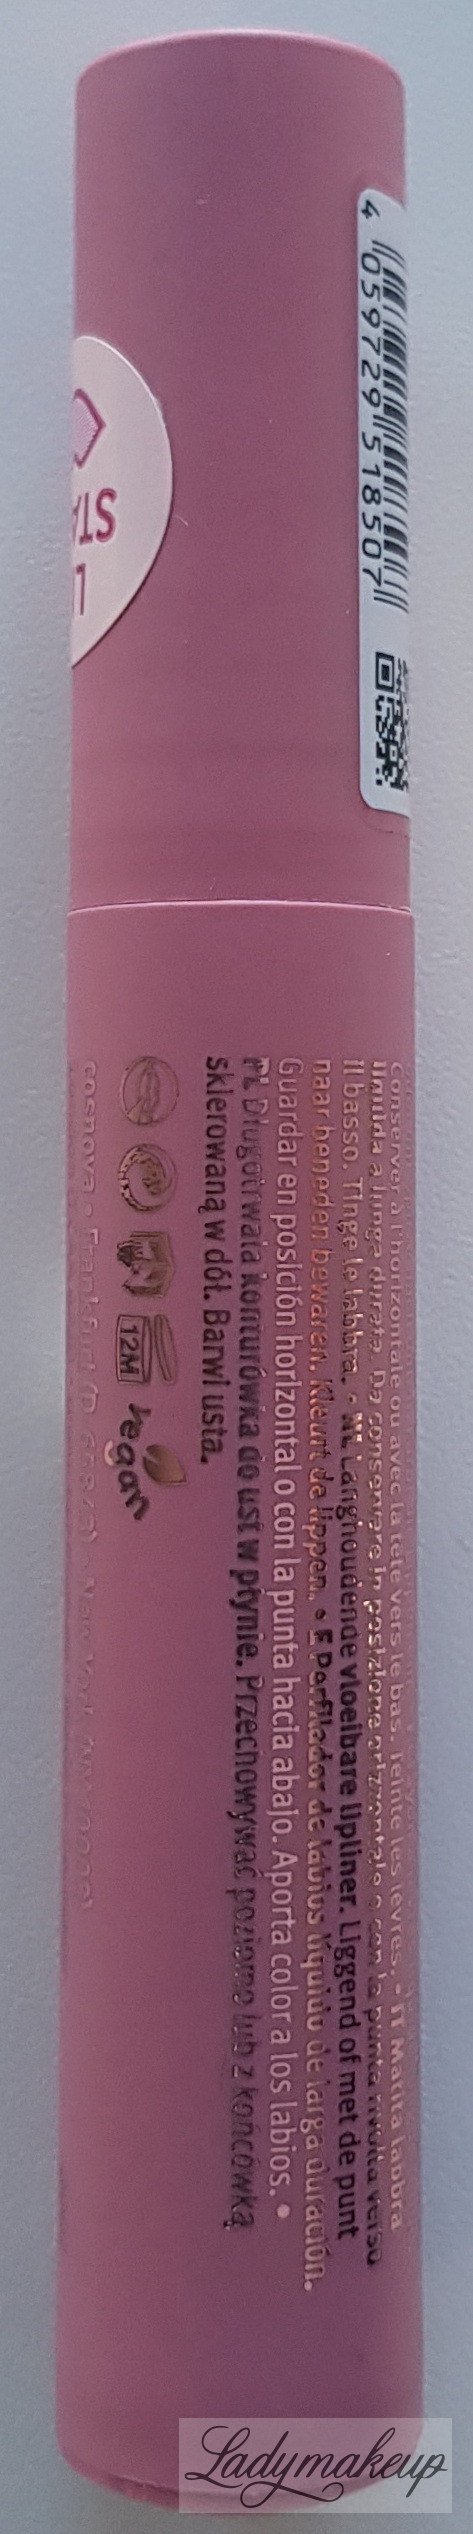 4 059729 518507
STA
L
Conserver à l'horizontale ou avec la tête vers le bas. Teinte les lèvres. • IT Matita labbra
liquida a lunga durata. Da conservare in posizione orizzontale o con la punta rivolta verso
il basso. Tinge le labbra. • NL Langhoudende vloeibare lipliner. Liggend of met de punt
naar beneden bewaren. Kleurt de lippen. • E Perfilador de labios líquido de larga duración.
Guardar en posición horizontal o con la punta hacia abajo. Aporta color a los labios. •
PL Długotrwała konturówka do ust w płynie. Przechowywać poziomo lub z końcówką
skierowaną w dół. Barwi usta.
12M
vegan
cosnova • Frankfurt • New York
Ladymakeup